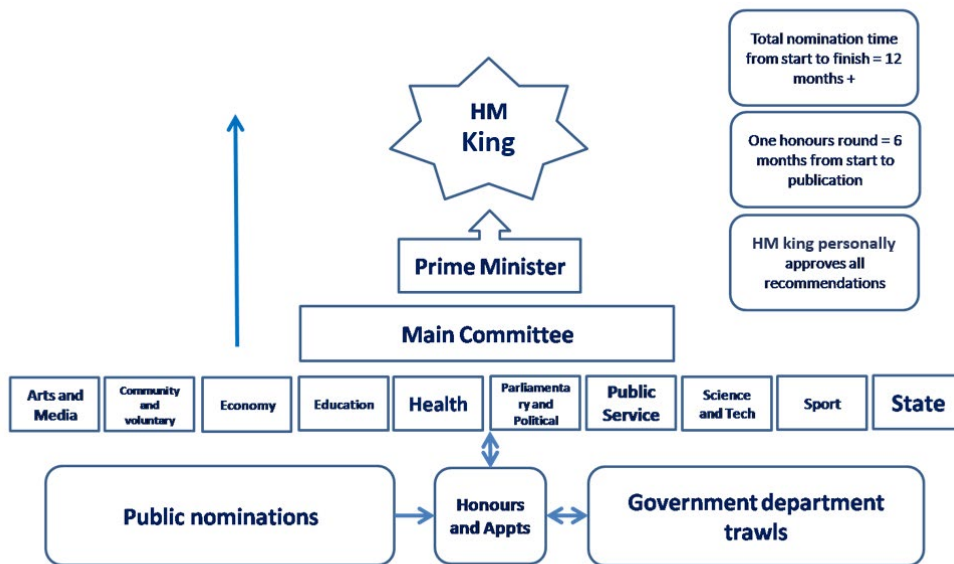 Total nomination time
from start to finish = 12
months +
HM
King
One honours round = 6
months from start to
publication
HM king personally
approves all
recommendations
Prime Minister
Main Committee
Arts and
Media
Community
and
voluntary
Economy
Education
Health
Parliamenta
ry and
Political
Public
Service
Science
and Tech
Sport
State
Public nominations
Honours
and Appts
Government department
trawls